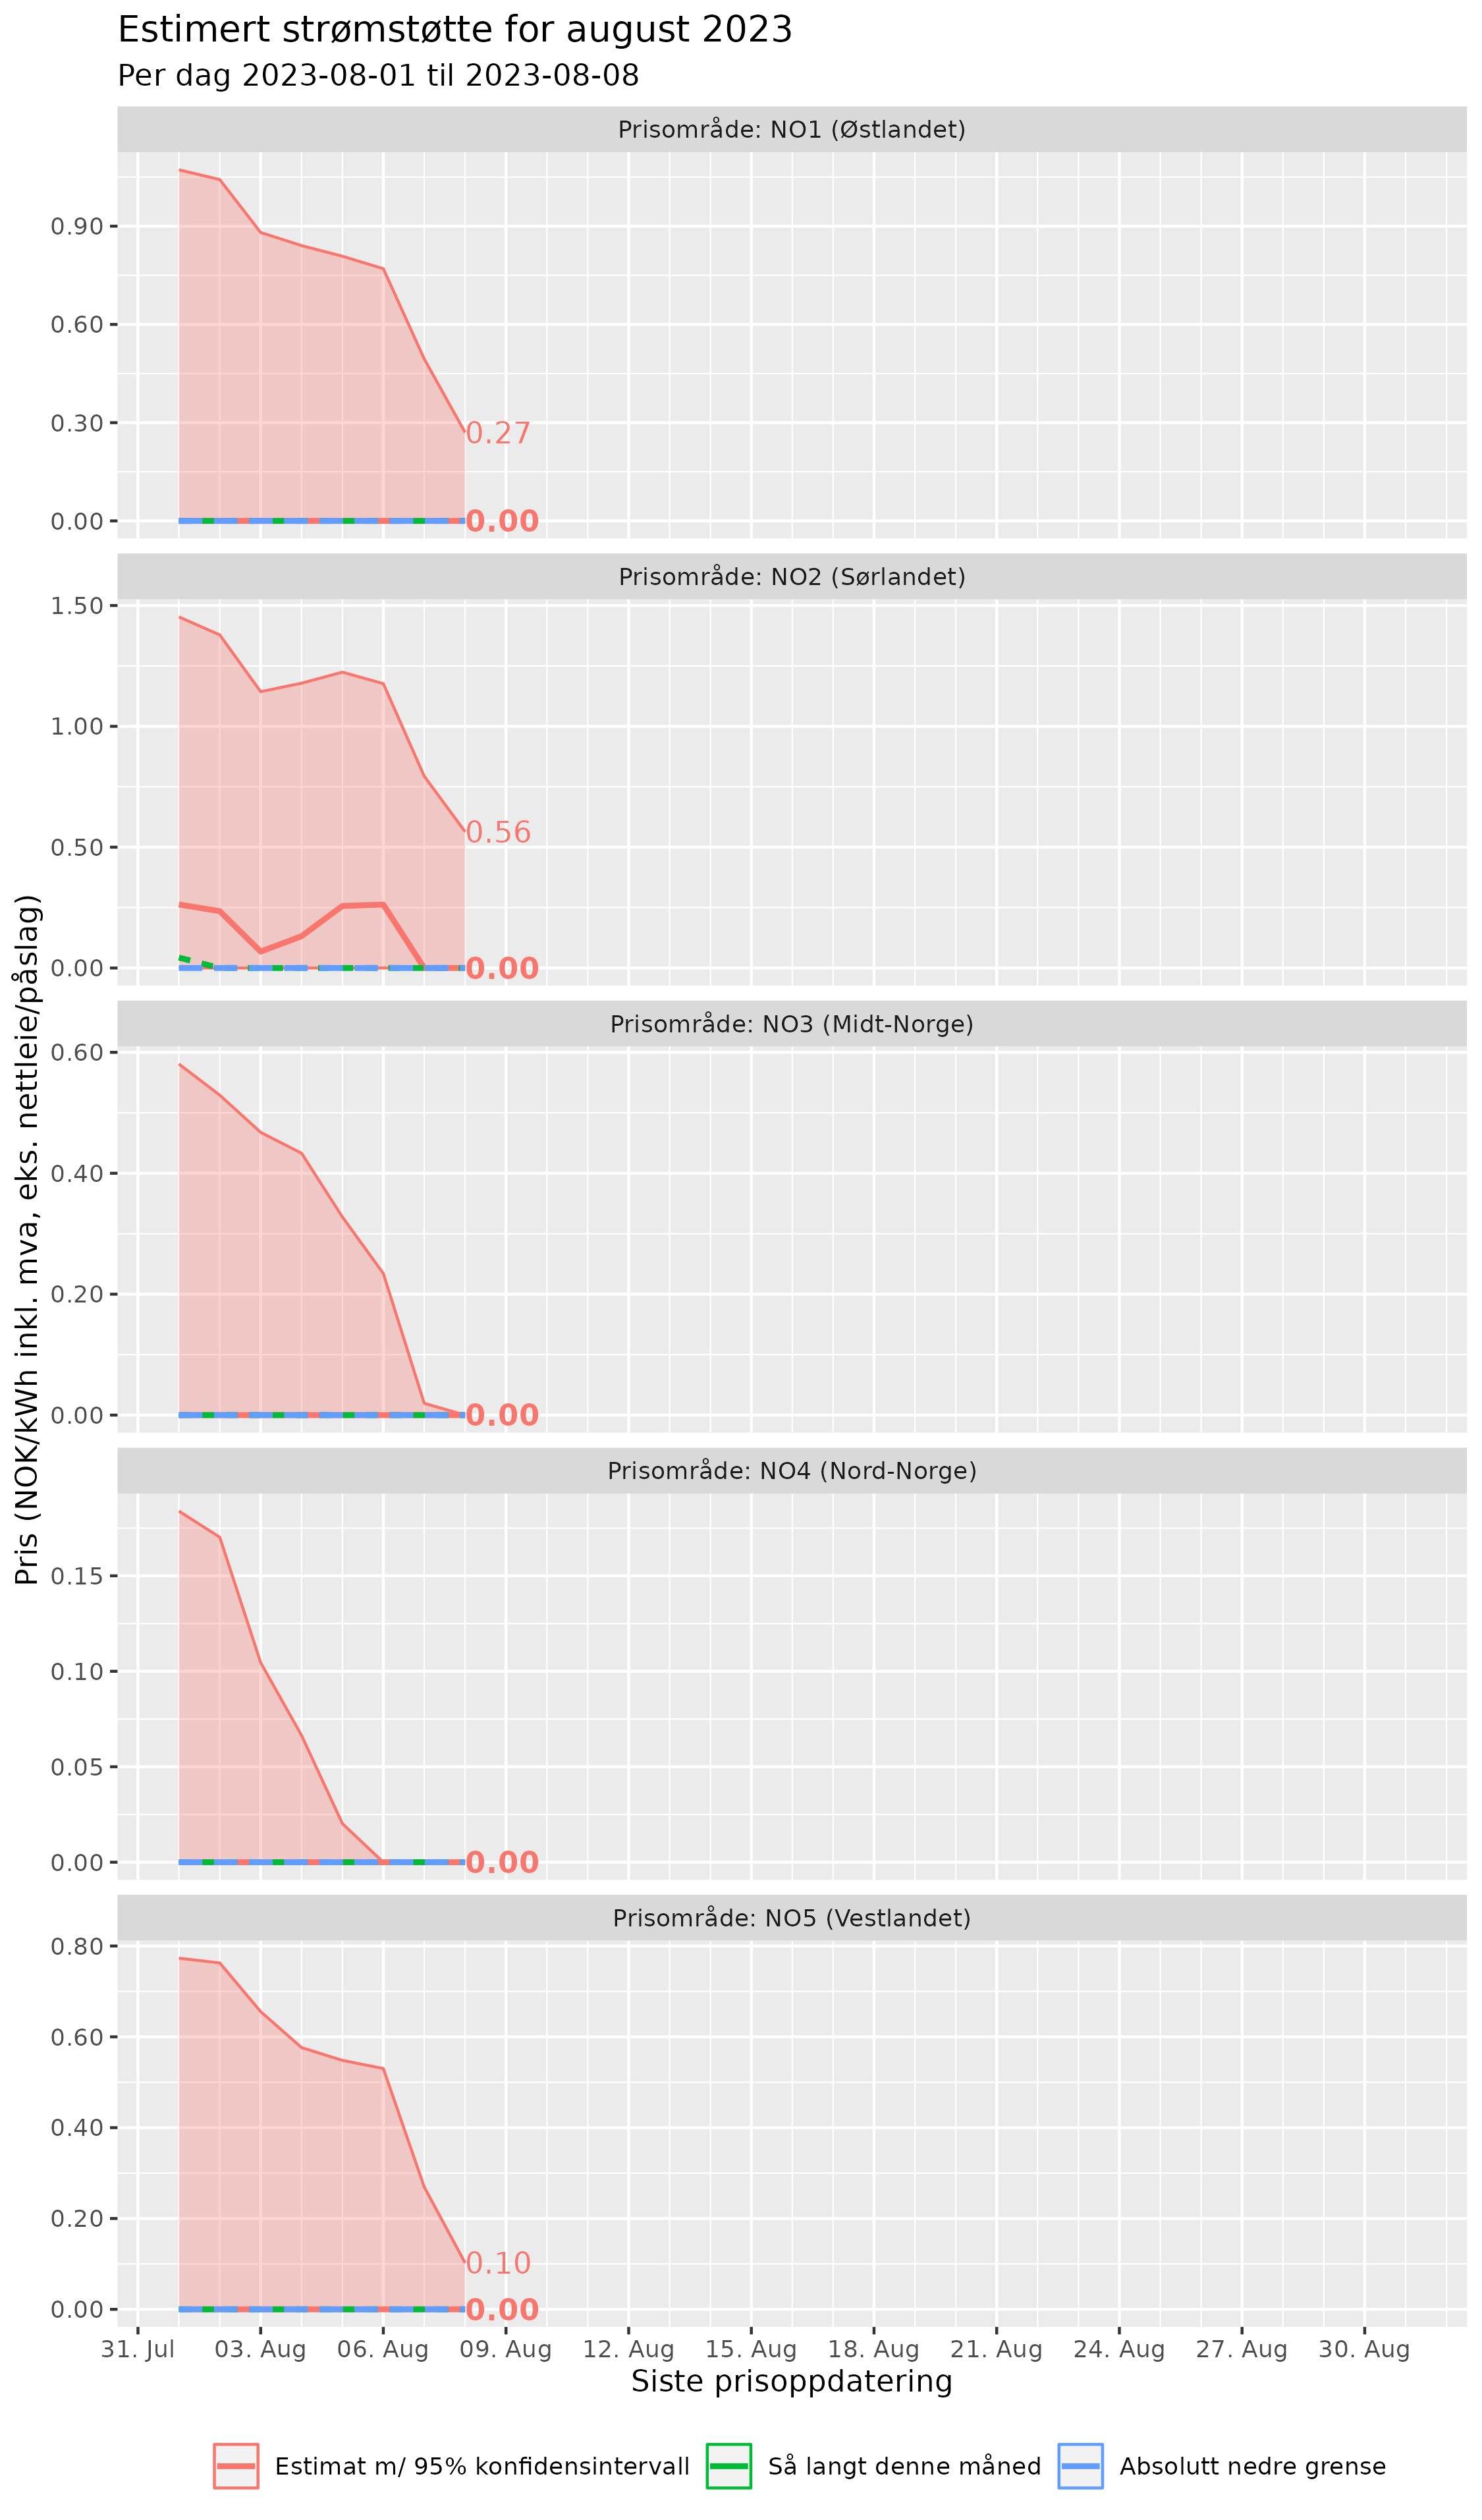 Estimert strømstøtte for august 2023
Per dag 2023-08-01 til 2023-08-08
Pris (NOK/kWh inkl. mva, eks. nettleie/påslag)
Prisområde: NO1 (Østlandet)
0.90
0.60
0.30
0.00
0.27
0.00
Prisområde: NO2 (Sørlandet)
1.50
1.00
0.50
0.00
0.56
0.00
Prisområde: NO3 (Midt-Norge)
0.60
0.40
0.20
0.00
0.00
Prisområde: NO4 (Nord-Norge)
0.15
0.10
0.05
0.00
0.00
Prisområde: NO5 (Vestlandet)
0.80
0.60
0.40
0.20
0.00
0.10
0.00
31. Jul 03. Aug 06. Aug 09. Aug 12. Aug 15. Aug 18. Aug 21. Aug 24. Aug 27. Aug 30. Aug
Siste prisoppdatering
Estimat m/ 95% konfidensintervall Så langt denne måned Absolutt nedre grense